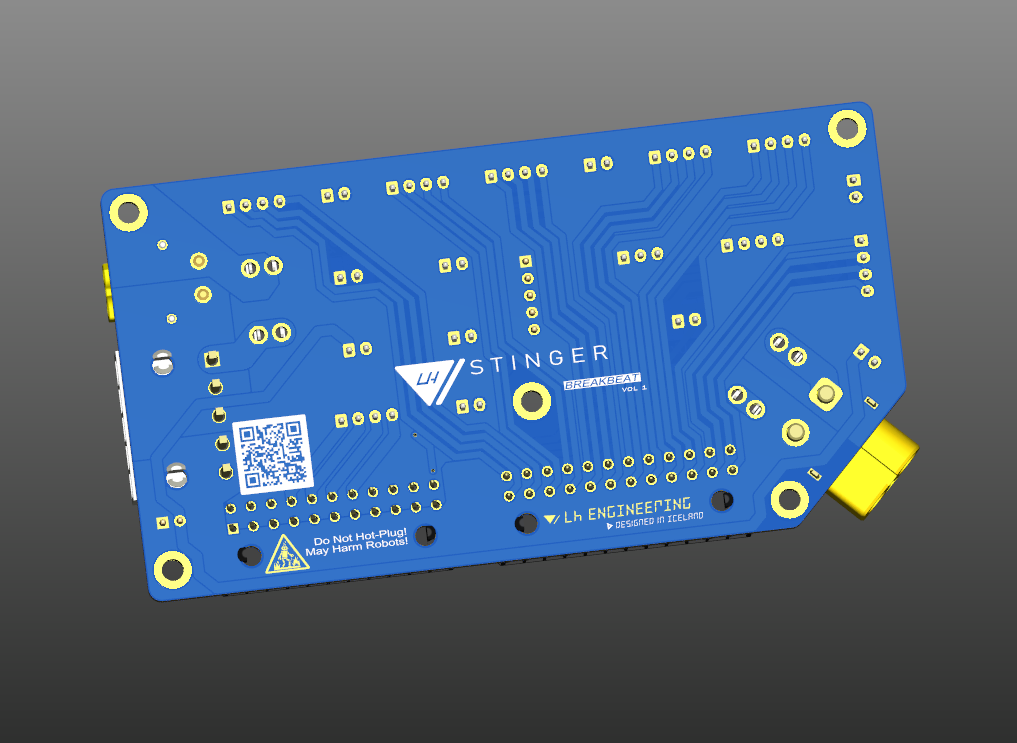 LH
STINGER
BREAKBEAT
VOL 1
Lh ENGINEERING
DESIGNED IN ICELAND
Do Not Hot-Plug!
May Harm Robots!